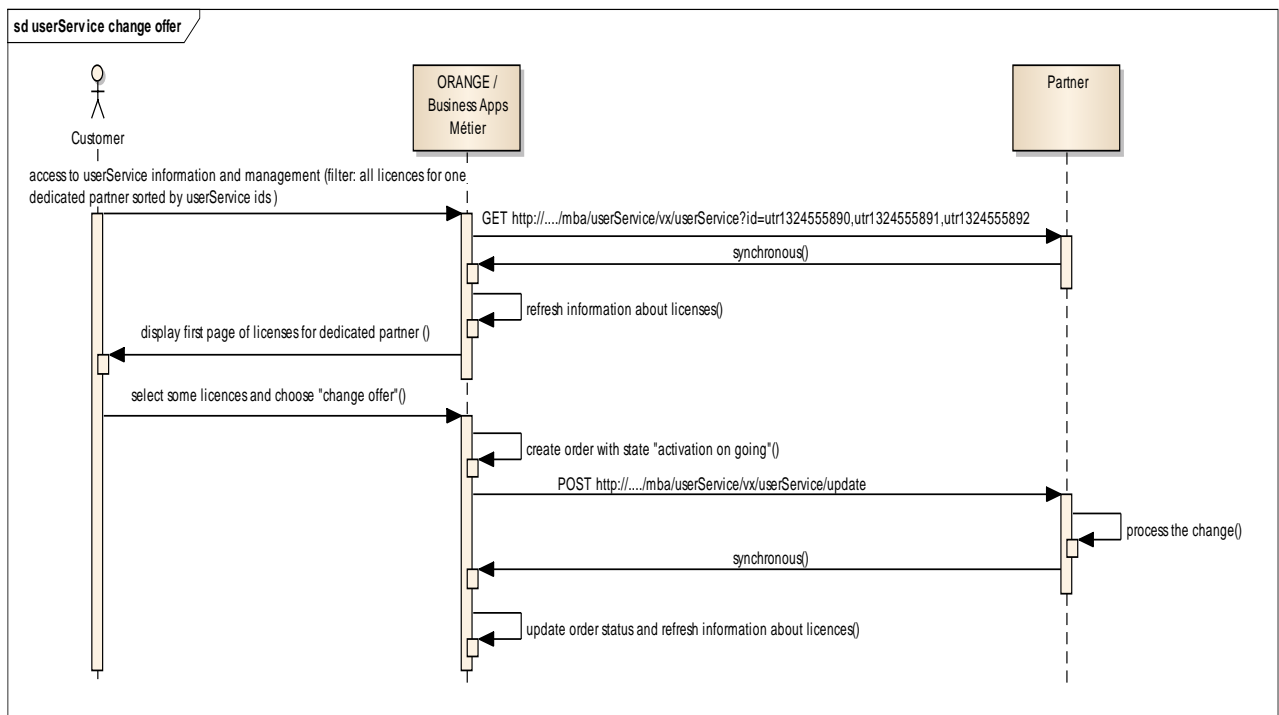 sd userService change offer
ORANGE /
Business Apps
Métier
Partner
Customer
access to userService information and management (filter: all licences for one
dedicated partner sorted by userService ids )
GET http://..../mba/userService/vx/userService?id=utr1324555890,utr1324555891,utr1324555892
synchronous()
refresh information about licenses()
display first page of licenses for dedicated partner ()
select some licences and choose "change offer"()
create order with state "activation on going"()
POST http://..../mba/userService/vx/userService/update
process the change()
synchronous()
update order status and refresh information about licences()